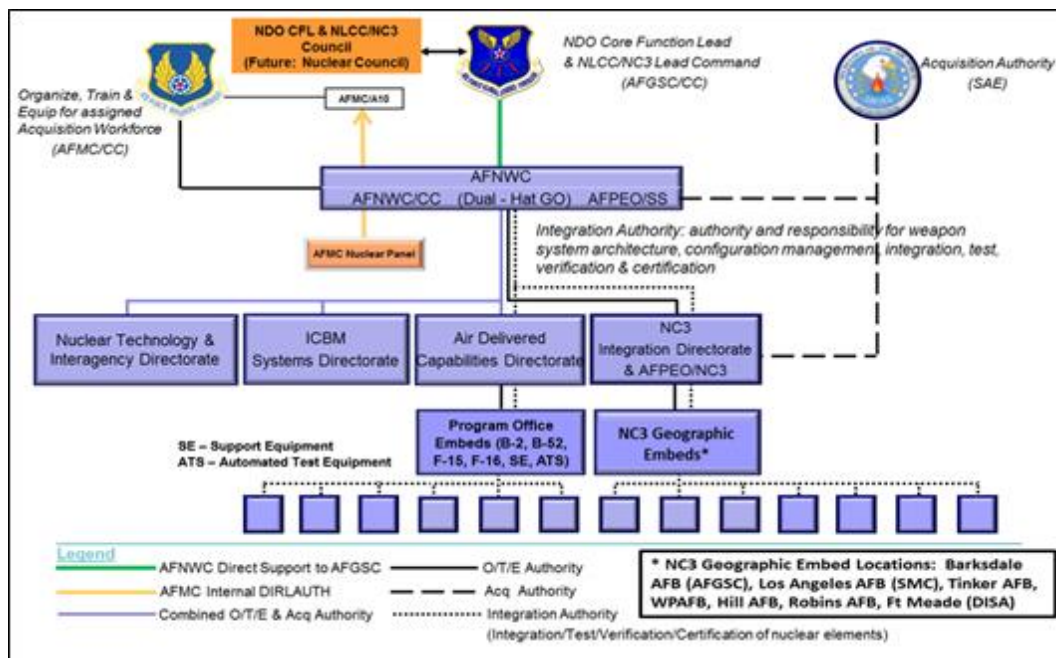 NDO CFL & NLCC/NC3
Council
(Future: Nuclear Council)
NDO Core Function Lead
& NLCC/NC3 Lead Command
(AFGSC/CC)
Acquisition Authority
(SAE)
Organize, Train &
Equip for assigned
Acquisition Workforce
(AFMC/CC)
AFMC/A10
AFNWC
AFNWC/CC (Dual - Hat GO) AFPEO/SS
Integration Authority: authority and responsibility for weapon
system architecture, configuration management, integration, test,
verification & certification
AFMC Nuclear Panel
Nuclear Technology &
Interagency Directorate
ICBM
Systems Directorate
Air Delivered
Capabilities Directorate
NC3
Integration Directorate
& AFPEO/NC3
SE – Support Equipment
ATS – Automated Test Equipment
Program Office
Embeds (B-2, B-52,
F-15, F-16, SE, ATS)
NC3 Geographic
Embeds*
Legend
AFNWC Direct Support to AFGSC
AFMC Internal DIRLAUTH
Combined O/T/E & Acq Authority
O/T/E Authority
Acq Authority
Integration Authority
(Integration/Test/Verification/Certification of nuclear elements)
* NC3 Geographic Embed Locations: Barksdale
AFB (AFGSC), Los Angeles AFB (SMC), Tinker AFB,
WPAFB, Hill AFB, Robins AFB, Ft Meade (DISA)